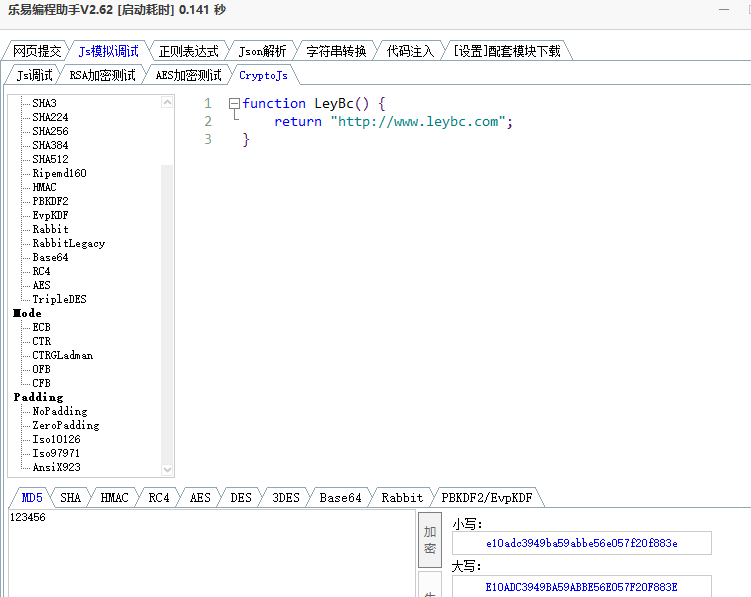 乐易编程助手V2.62 [启动耗时] 0.141 秒
网页提交 Js模拟调试 正则表达式 Json解析 字符串转换 代码注入 [设置]配套模块下载
Js调试 RSA加密测试 AES加密测试 CryptoJs
SHA3
SHA224
SHA256
SHA384
SHA512
Ripemd160
HMAC
PBKDF2
EvpKDF
Rabbit
RabbitLegacy
Base64
RC4
AES
TripleDES
Mode
ECB
CTR
CTRGLadman
OFB
CFB
Padding
NoPadding
ZeroPadding
Iso10126
Iso97971
AnsiX923
1 function LeyBc() {
2 return "http://www.leybc.com";
3 }
MD5 SHA HMAC RC4 AES DES 3DES Base64 Rabbit PBKDF2/EvpKDF
123456
加密
小写:
e10adc3949ba59abbe56e057f20f883e
大写:
E10ADC3949BA59ABBE56E057F20F883E